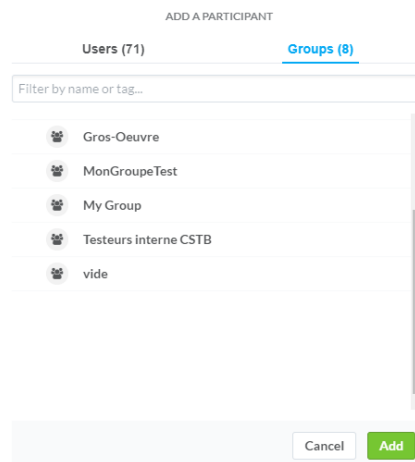 ADD A PARTICIPANT
Users (71) Groups (8)
Filter by name or tag...
Gros-Oeuvre
MonGroupeTest
My Group
Testeurs interne CSTB
vide
Cancel Add